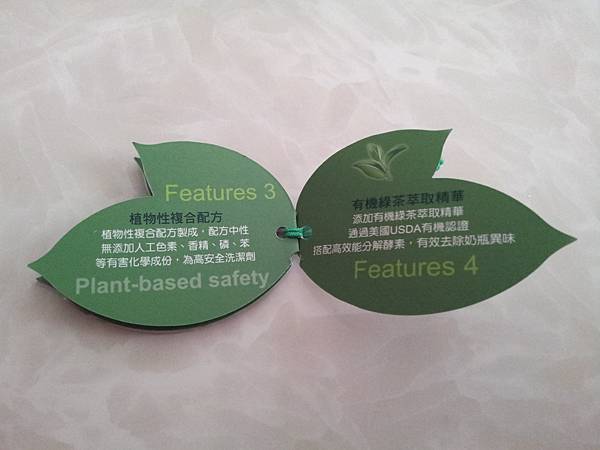 Features 3
植物性複合配方
植物性複合配方製成，配方中性
無添加人工色素、香精、磷、苯
等有害化學成份，為高安全洗潔劑
Plant-based safety
有機綠茶萃取精華
添加有機綠茶萃取精華
通過美國USDA有機認證
搭配高效能分解酵素，有效去除奶瓶異味
Features 4